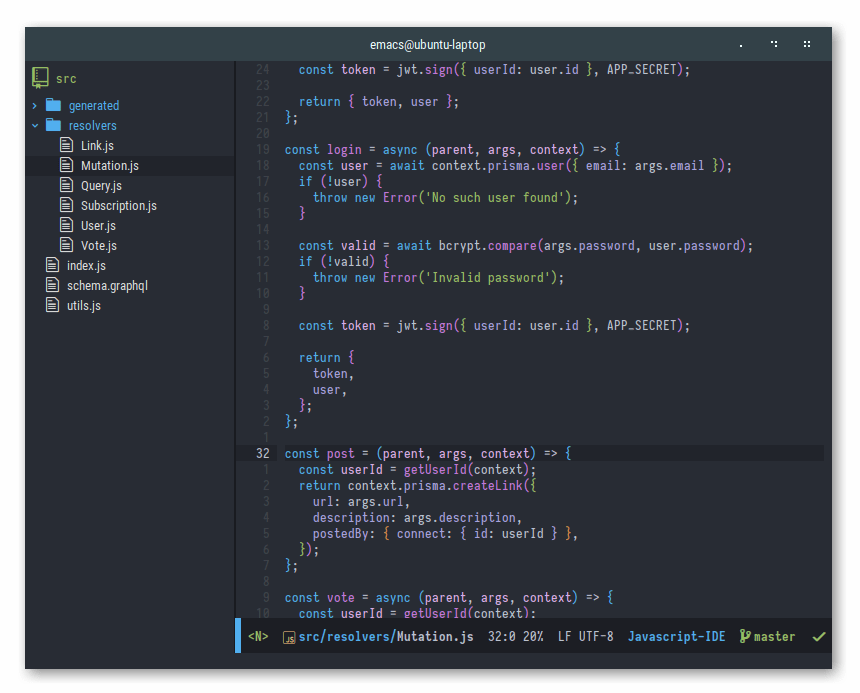 emacs@ubuntu-laptop
src
generated
resolvers
Link.js
Mutation.js
Query.js
Subscription.js
User.js
Vote.js
index.js
schema.graphql
utils.js
24 const token = jwt.sign({ userId: user.id }, APP_SECRET);
23
22 return { token, user };
21 };
20
19 const login = async (parent, args, context) => {
18 const user = await context.prisma.user({ email: args.email });
17 if (!user) {
16 throw new Error('No such user found');
15 }
14
13 const valid = await bcrypt.compare(args.password, user.password);
12 if (!valid) {
11 throw new Error('Invalid password');
10 }
9
8 const token = jwt.sign({ userId: user.id }, APP_SECRET);
7
6 return {
5 token,
4 user,
3 };
2 };
1
32 const post = (parent, args, context) => {
1 const userId = getUserId(context);
2 return context.prisma.createLink({
3 url: args.url,
4 description: args.description,
5 postedBy: { connect: { id: userId } },
6 });
7 };
8
9 const vote = async (parent, args, context) => {
10 const userId = getUserId(context);
<N> JS src/resolvers/Mutation.js 32:0 20% LF UTF-8 Javascript-IDE master